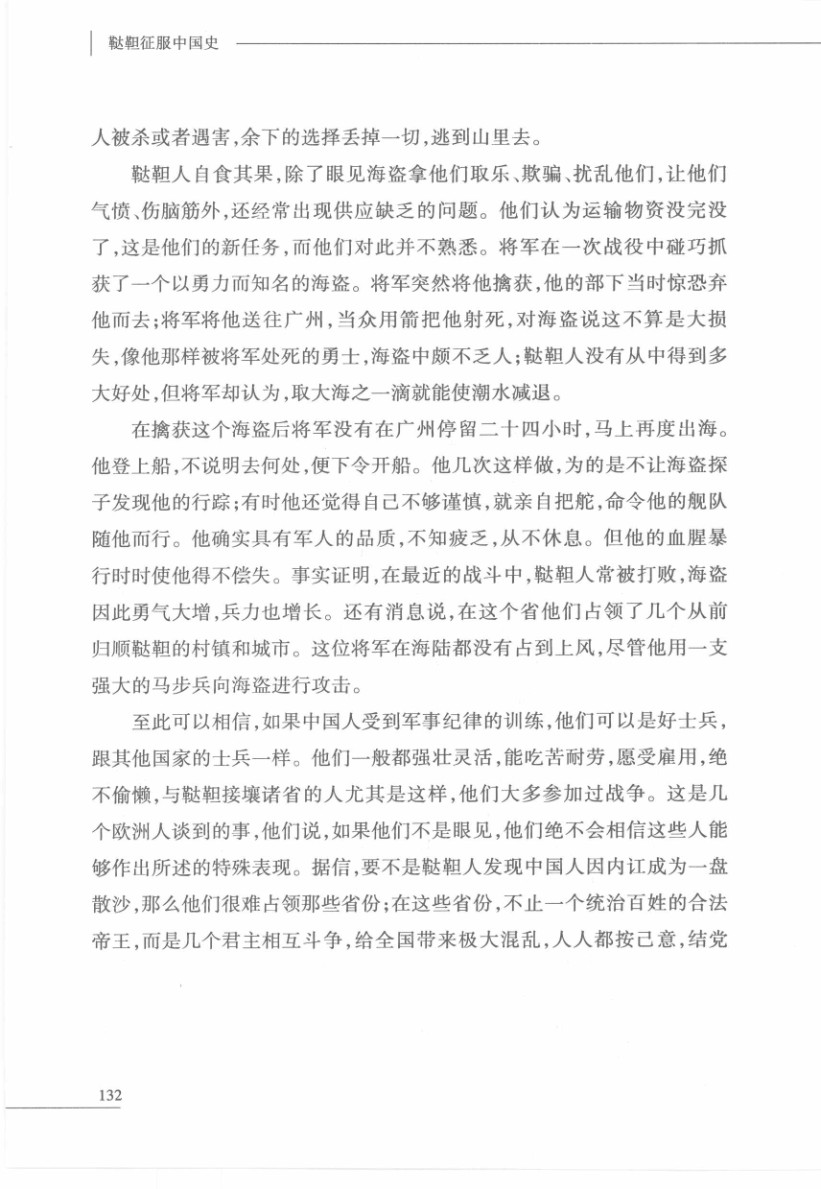 鞑靼征服中国史
人被杀或者遇害,余下的选择丢掉一切,逃到山里去。
鞑靼人自食其果,除了眼见海盗拿他们取乐、欺骗、扰乱他们,让他们
气愤、伤脑筋外,还经常出现供应缺乏的问题。他们认为运输物资没完没
了,这是他们的新任务,而他们对此并不熟悉。将军在一次战役中碰巧抓
获了一个以勇力而知名的海盗。将军突然将他擒获,他的部下当时惊恐弃
他而去;将军将他送往广州,当众用箭把他射死,对海盗说这不算是大损
失,像他那样被将军处死的勇士,海盗中颇不乏人;鞑靼人没有从中得到多
大好处,但将军却认为,取大海之一滴就能使潮水减退。
在擒获这个海盗后将军没有在广州停留二十四小时,马上再度出海。
他登上船,不说明去何处,便下令开船。他几次这样做,为的是不让海盗探
子发现他的行踪;有时他还觉得自己不够谨慎,就亲自把舵,命令他的舰队
随他而行。他确实具有军人的品质,不知疲乏,从不休息。但他的血腥暴
行时时使他得不偿失。事实证明,在最近的战斗中,鞑靼人常被打败,海盗
因此勇气大增,兵力也增长。还有消息说,在这个省他们占领了几个从前
归顺鞑靼的村镇和城市。这位将军在海陆都没有占到上风,尽管他用一支
强大的马步兵向海盗进行攻击。
至此可以相信,如果中国人受到军事纪律的训练,他们可以是好士兵,
跟其他国家的士兵一样。他们一般都强壮灵活,能吃苦耐劳,愿受雇用,绝
不偷懒,与鞑靼接壤诸省的人尤其是这样,他们大多参加过战争。这是几
个欧洲人谈到的事,他们说,如果他们不是眼见,他们绝不会相信这些人能
够作出所述的特殊表现。据信,要不是鞑靼人发现中国人因内讧成为一盘
散沙,那么他们很难占领那些省份;在这些省份,不止一个统治百姓的合法
帝王,而是几个君主相互斗争,给全国带来极大混乱,人人都按己意,结党
132